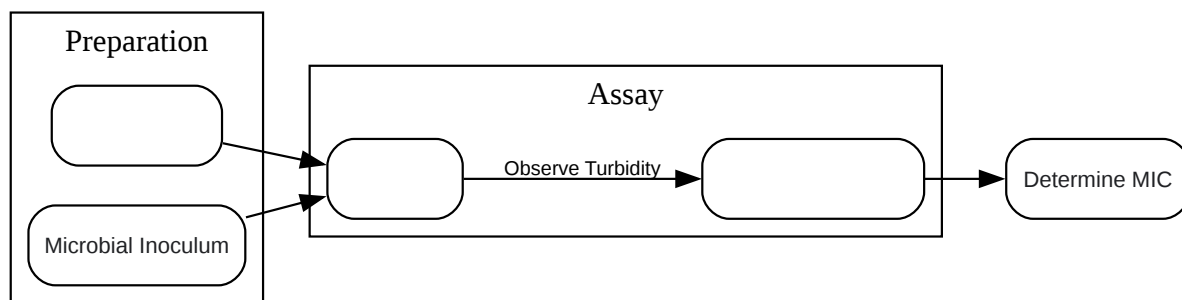 Preparation
Microbial Inoculum
Assay
Observe Turbidity
Determine MIC